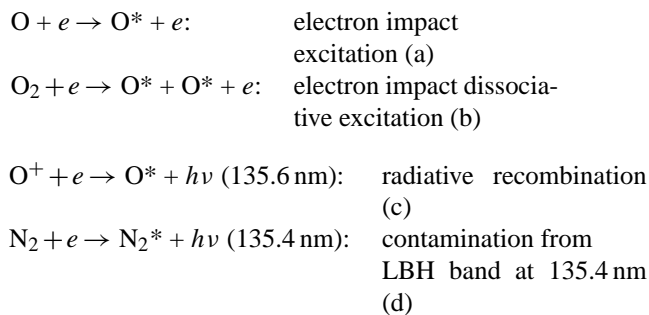 O + e → O* + e: electron impact
excitation (a)
O₂ + e → O* + O* + e: electron impact dissocia-
tive excitation (b)
O⁺ + e → O* + hν (135.6 nm): radiative recombination
(c)
N₂ + e → N₂* + hν (135.4 nm): contamination from
LBH band at 135.4 nm
(d)